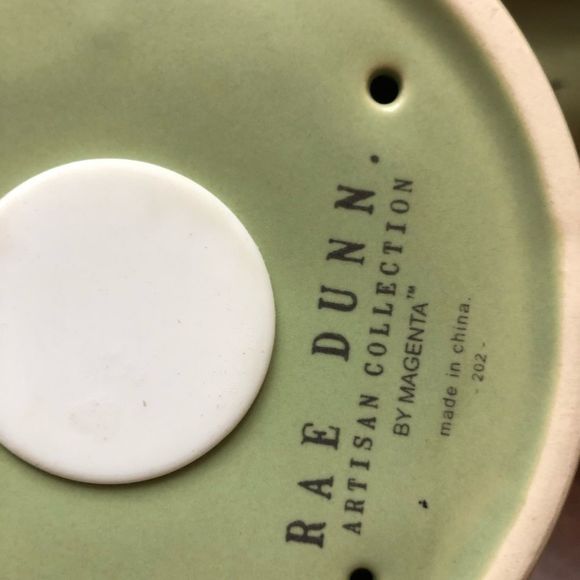 RAE DUNN.
ARTISAN COLLECTION
BY MAGENTA™
made in china.
- 202 -